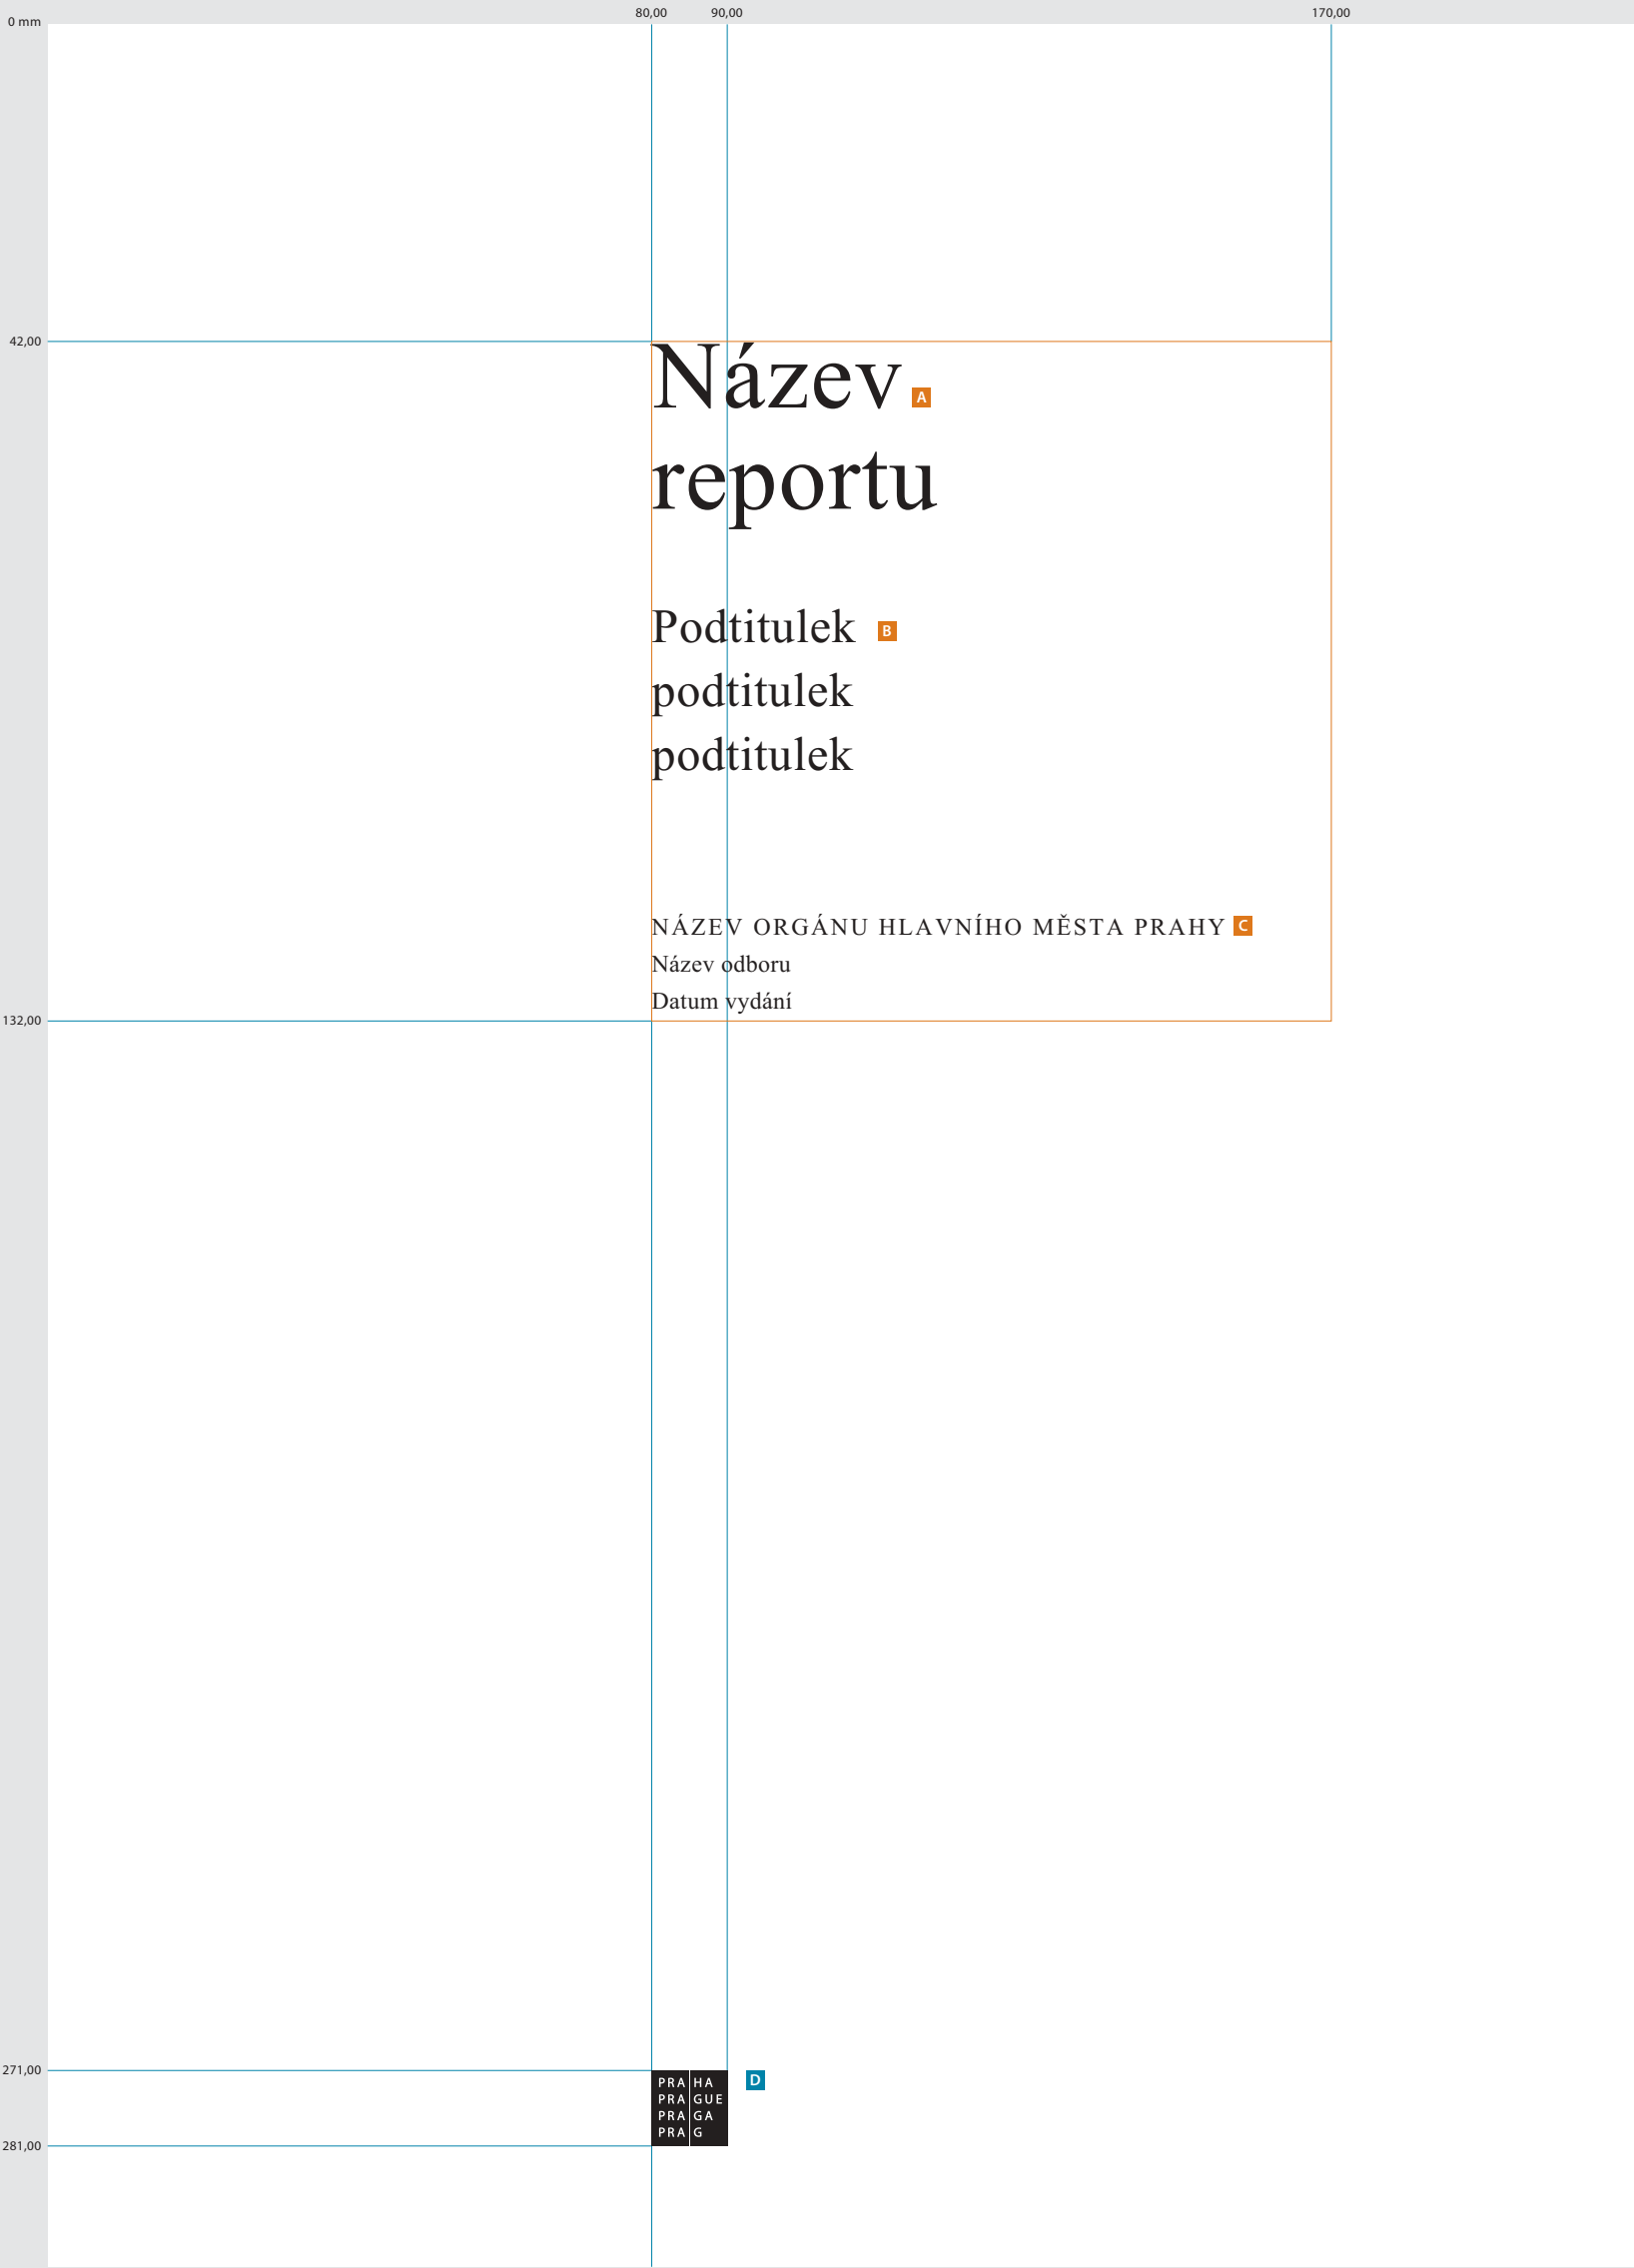 80,00 90,00 170,00
0 mm
42,00
Název A
reportu
Podtitulek B
podtitulek
podtitulek
NÁZEV ORGÁNU HLAVNÍHO MĚSTA PRAHY C
Název odboru
Datum vydání
132,00
271,00
PRA HA D
PRA GUE
PRA GA
PRA G
281,00